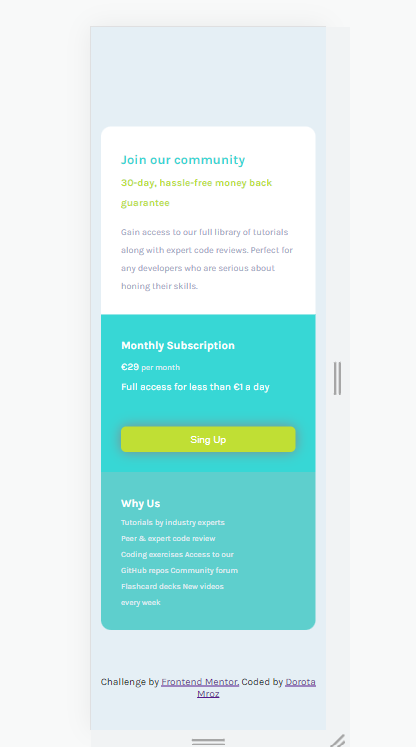 Join our community
30-day, hassle-free money back
guarantee
Gain access to our full library of tutorials
along with expert code reviews. Perfect for
any developers who are serious about
honing their skills.
Monthly Subscription
€29 per month
Full access for less than €1 a day
Sing Up
Why Us
Tutorials by industry experts
Peer & expert code review
Coding exercises Access to our
GitHub repos Community forum
Flashcard decks New videos
every week
Challenge by Frontend Mentor. Coded by Dorota
Mroz